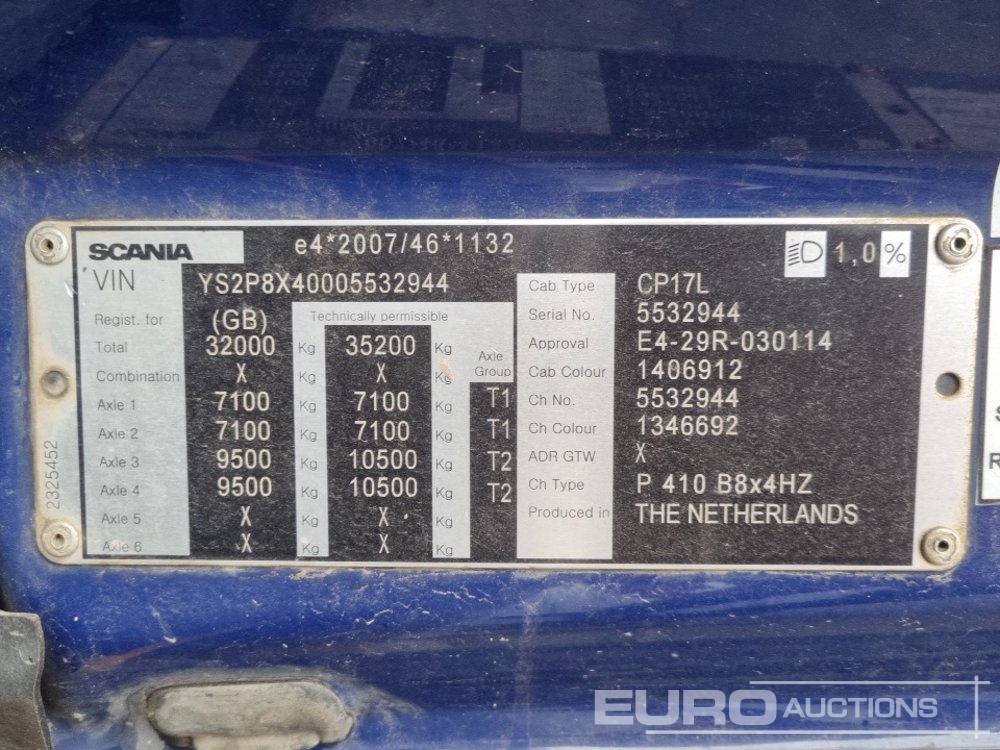 SCANIA e4*2007/46*1132 1,0 %
VIN YS2P8X40005532944
Regist. for (GB) Technically permissible
Total 32000 Kg 35200 Kg Axle Group
Combination X Kg X Kg
Axle 1 7100 Kg 7100 Kg T1
Axle 2 7100 Kg 7100 Kg T1
Axle 3 9500 Kg 10500 Kg T2
Axle 4 9500 Kg 10500 Kg T2
Axle 5 X Kg X Kg
Axle 6 X Kg X Kg
Cab Type CP17L
Serial No. 5532944
Approval E4-29R-030114
Cab Colour 1406912
Ch No. 5532944
Ch Colour 1346692
ADR GTW X
Ch Type P 410 B8x4HZ
Produced in THE NETHERLANDS
2325452
S
R
EURO AUCTIONS